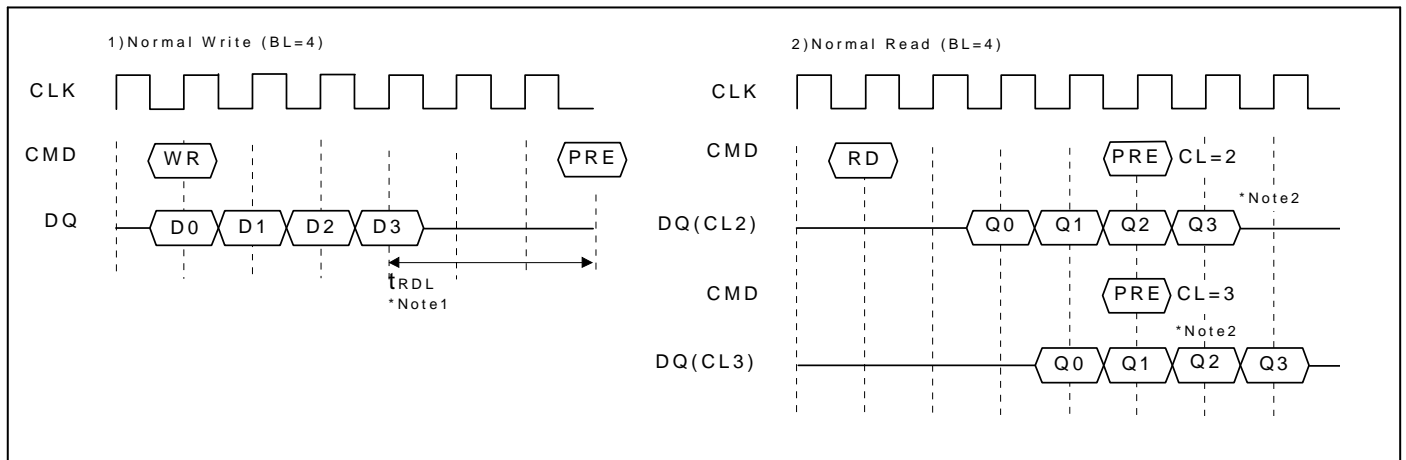 1)Normal Write (BL=4)
CLK
CMD WR PRE
DQ D0 D1 D2 D3
tRDL
*Note1
2)Normal Read (BL=4)
CLK
CMD RD PRE CL=2
*Note2
DQ(CL2) Q0 Q1 Q2 Q3
CMD PRE CL=3
*Note2
DQ(CL3) Q0 Q1 Q2 Q3